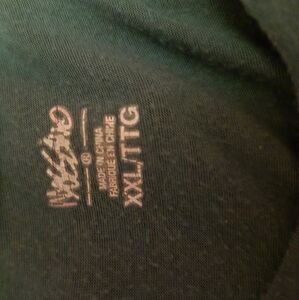 MOSSIMO
®
MADE IN CHINA
FABRIQUE EN CHINE
XXL/TTG